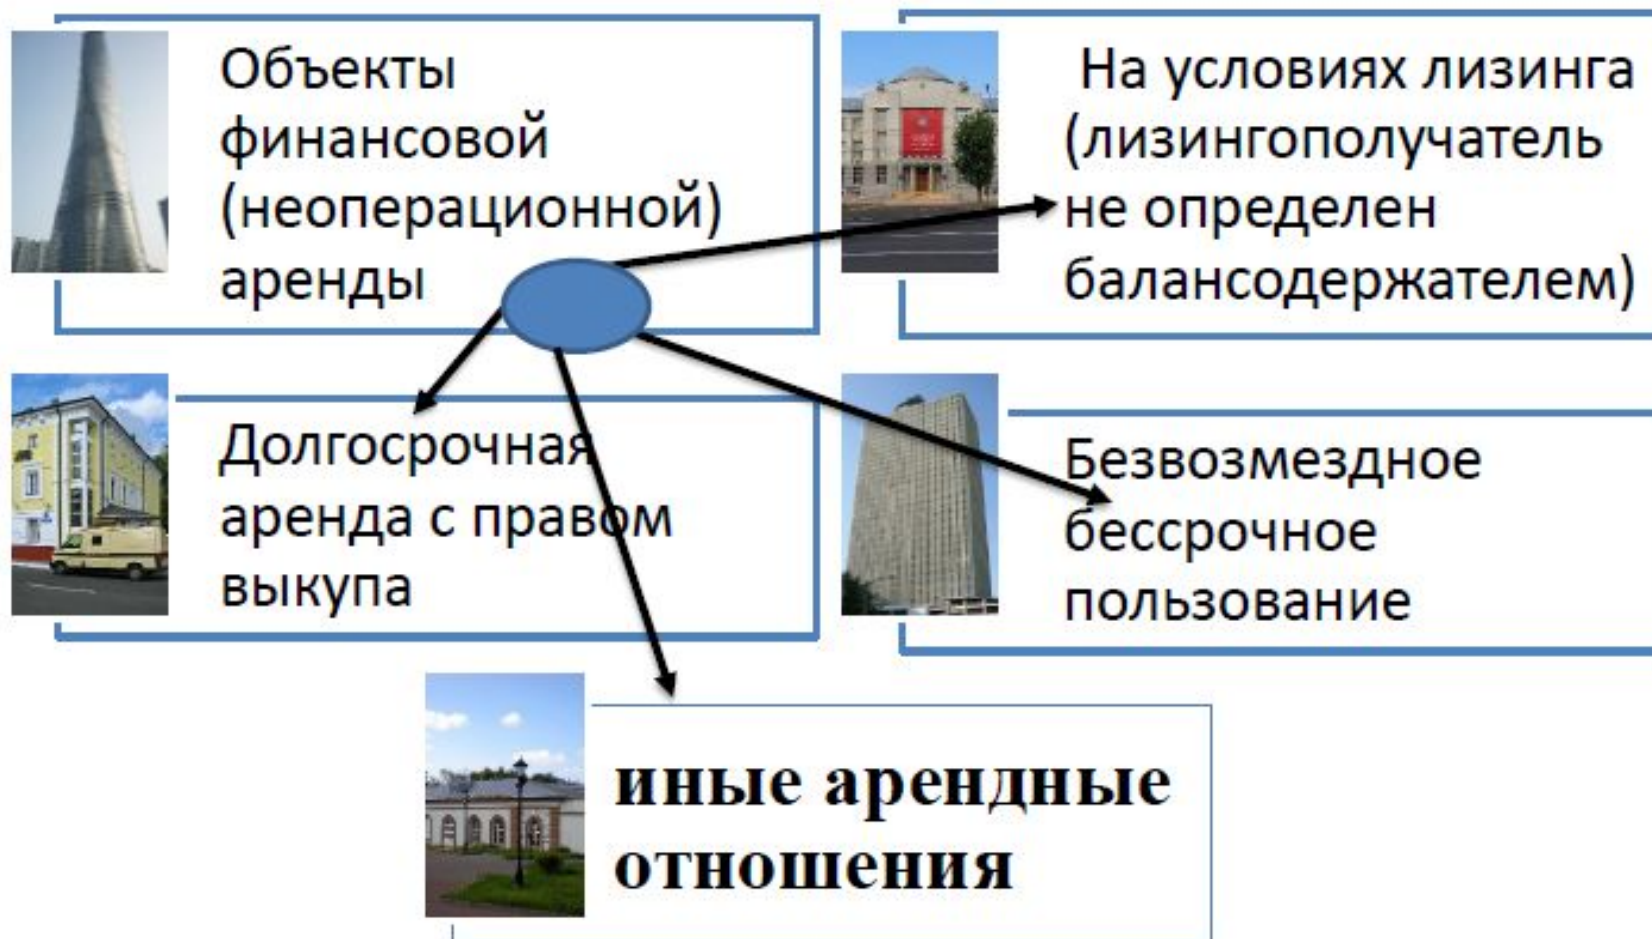 Объекты
финансовой
(неоперационной)
аренды
На условиях лизинга
(лизингополучатель
не определен
балансодержателем)
Долгосрочная
аренда с правом
выкупа
Безвозмездное
бессрочное
пользование
иные арендные
отношения